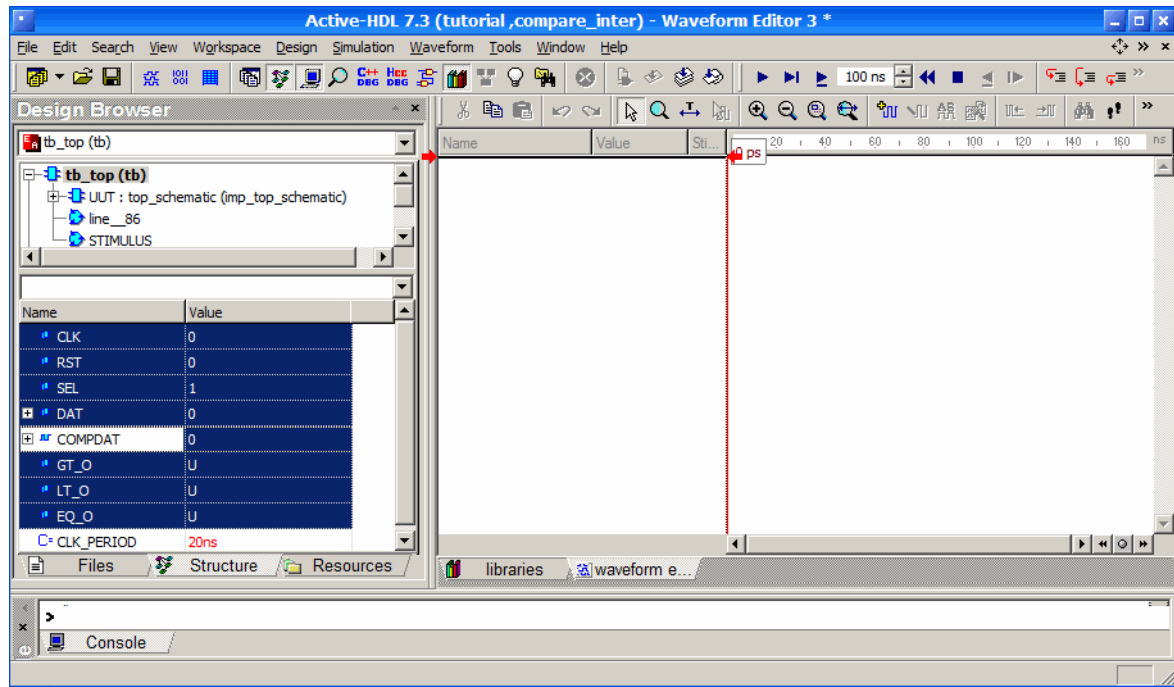 Active-HDL 7.3 (tutorial ,compare_inter) - Waveform Editor 3 *
File Edit Search View Workspace Design Simulation Waveform Tools Window Help
C++ DBG HES DBG 100 ns
Design Browser
tb_top (tb)
Name Value Sti... 20 40 60 80 100 120 140 160 ns
0 ps
tb_top (tb)
UUT : top_schematic (imp_top_schematic)
line__86
STIMULUS
Name Value
CLK 0
RST 0
SEL 1
DAT 0
COMPDAT 0
GT_O U
LT_O U
EQ_O U
C= CLK_PERIOD 20ns
Files Structure Resources
libraries waveform e...
>
Console